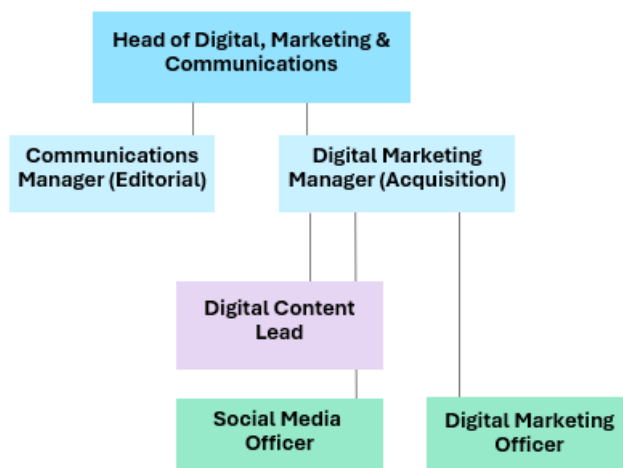 Head of Digital, Marketing &
Communications
Communications
Manager (Editorial)
Digital Marketing
Manager (Acquisition)
Digital Content
Lead
Social Media
Officer
Digital Marketing
Officer